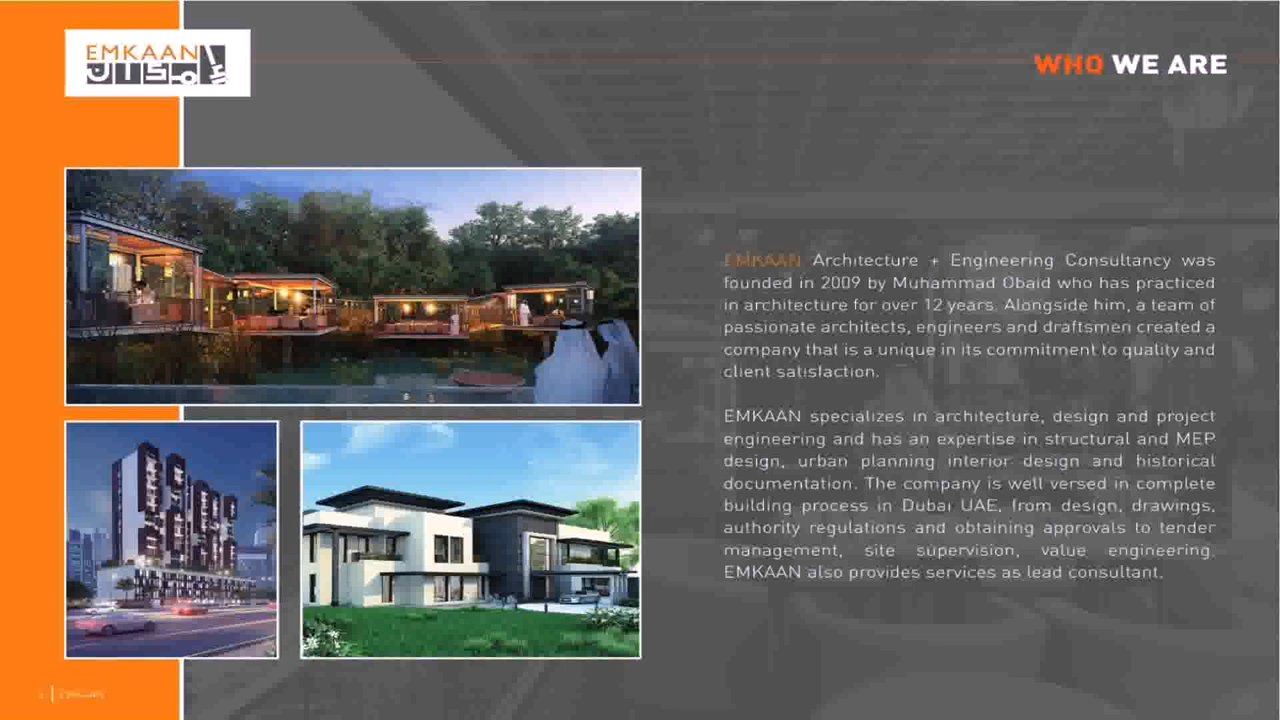 EMKAAN
WHO WE ARE
EMKAAN Architecture + Engineering Consultancy was
founded in 2009 by Muhammad Obaid who has practiced
in architecture for over 12 years. Alongside him, a team of
passionate architects, engineers and draftsmen created a
company that is a unique in its commitment to quality and
client satisfaction.
EMKAAN specializes in architecture, design and project
engineering and has an expertise in structural and MEP
design, urban planning interior design and historical
documentation. The company is well versed in complete
building process in Dubai UAE, from design, drawings,
authority regulations and obtaining approvals to tender
management, site supervision, value engineering.
EMKAAN also provides services as lead consultant.